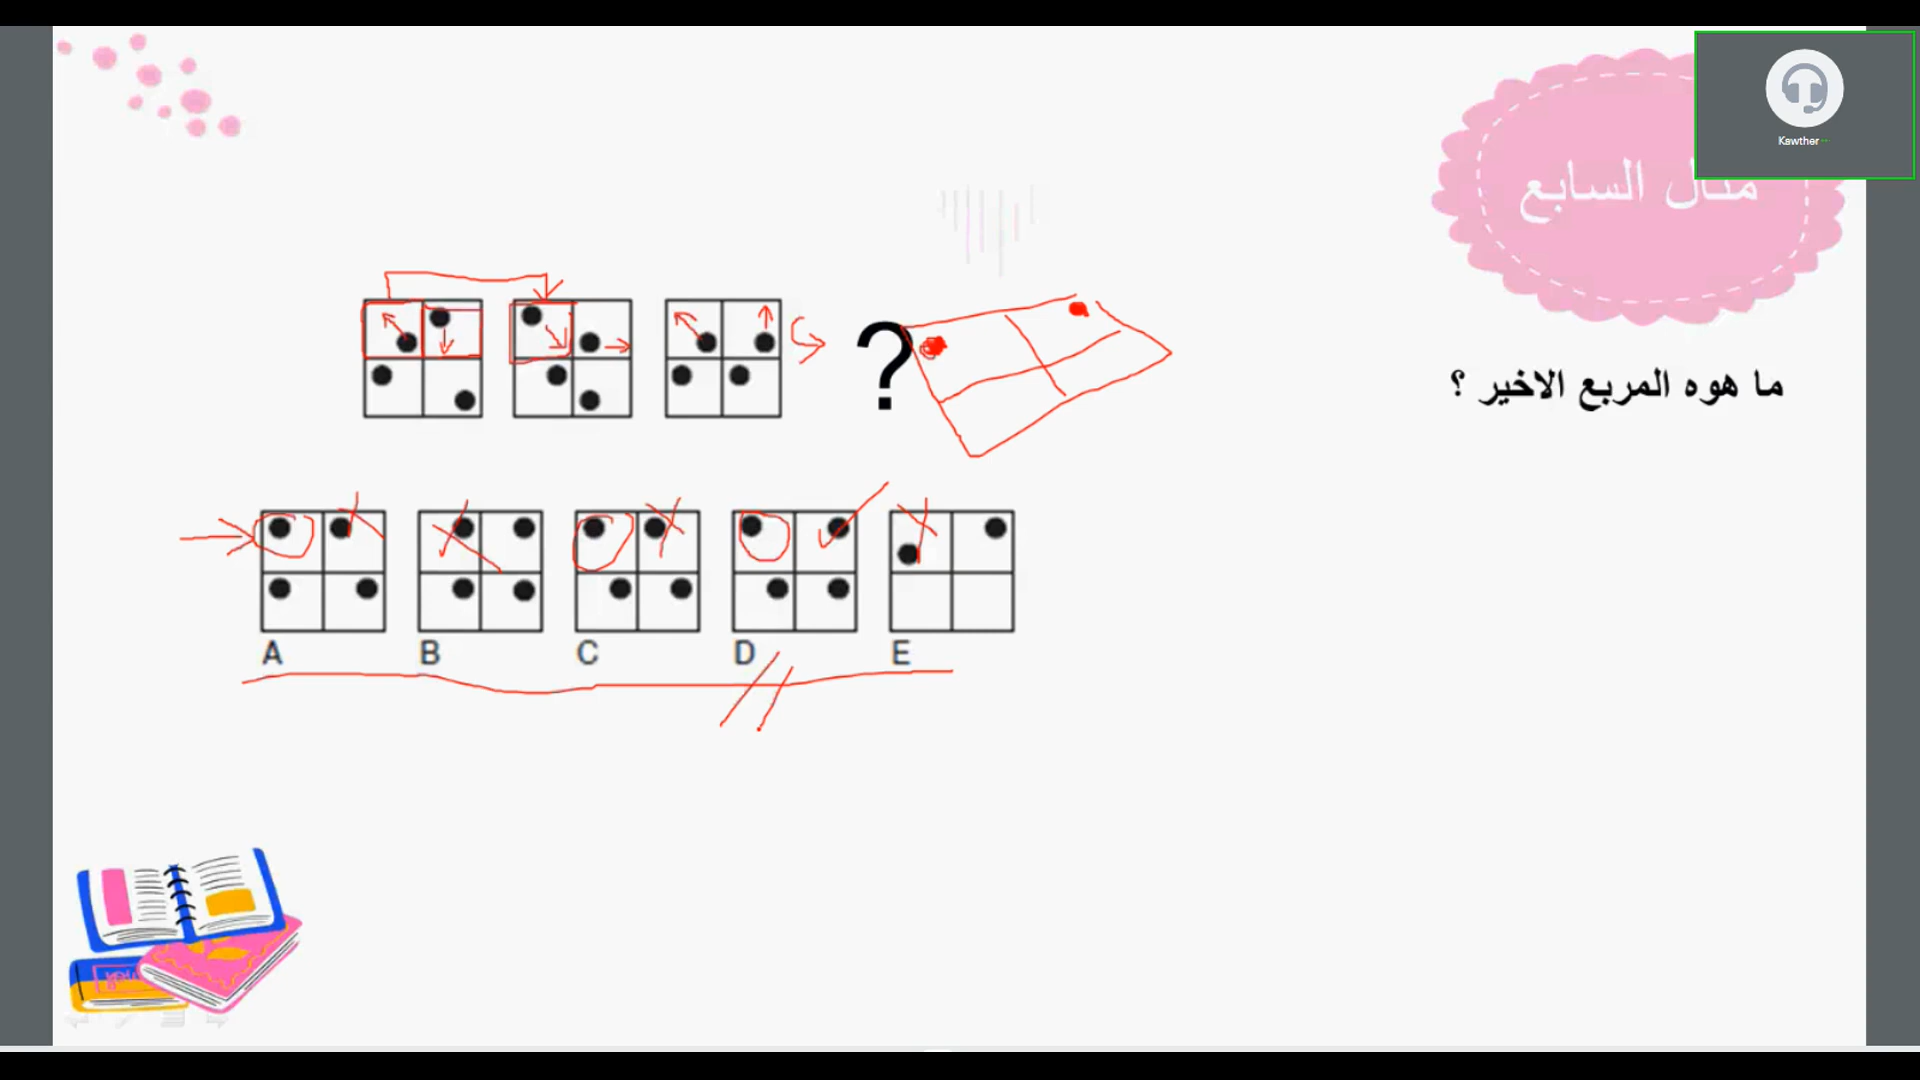 Kawther...
مثال السابع
ما هوه المربع الاخير ؟
?
A B C D E